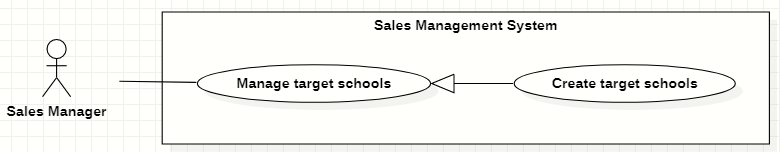 Sales Management System
Manage target schools
Create target schools
Sales Manager